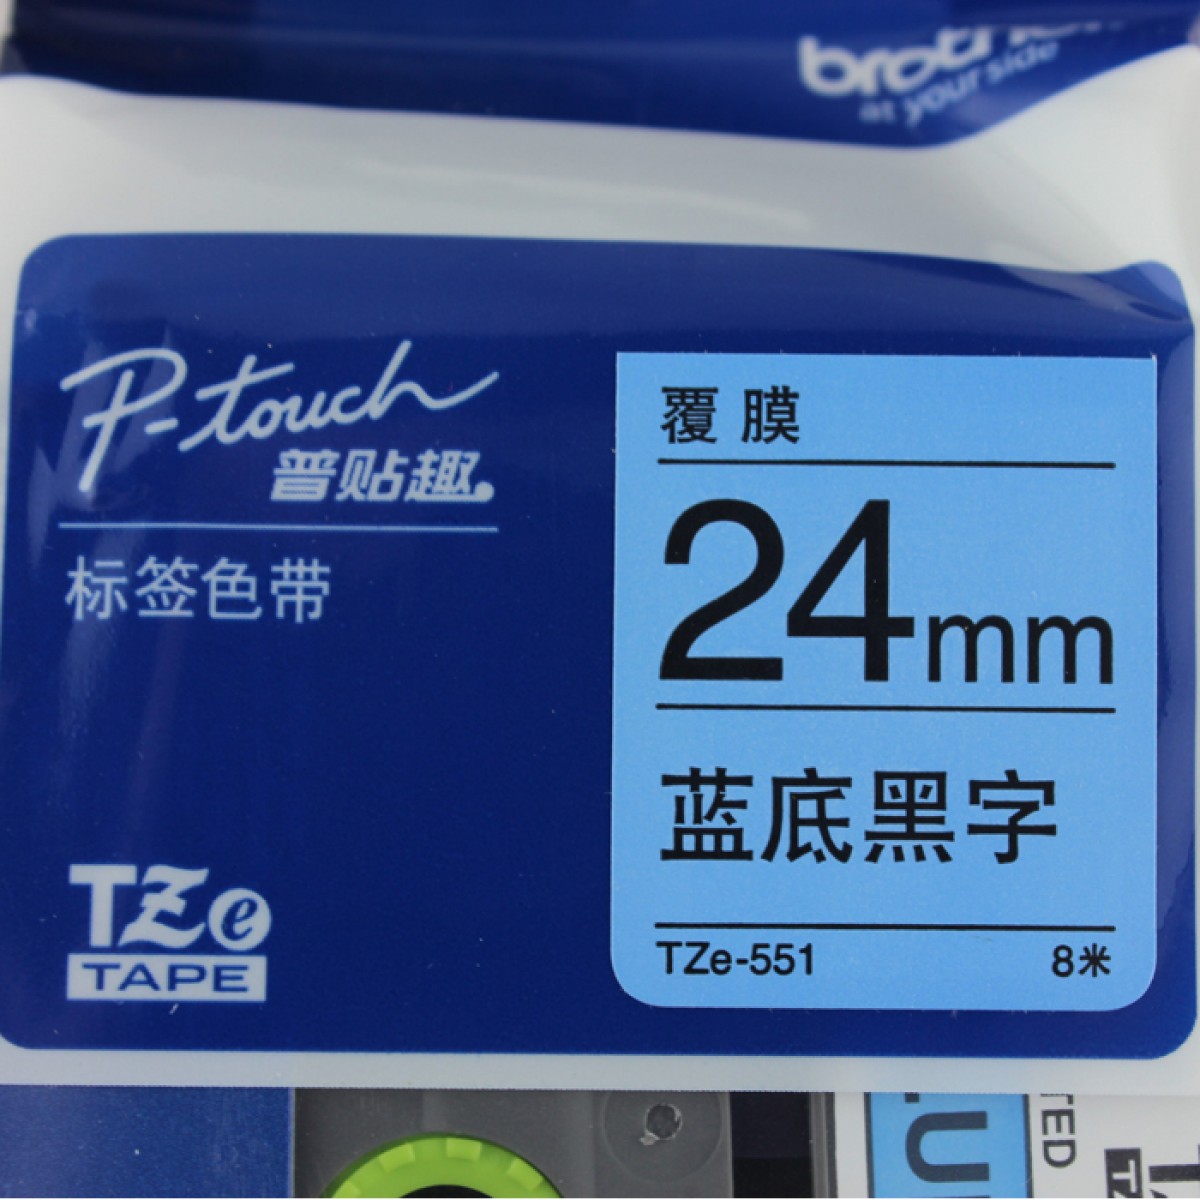 brother
at your side
P-touch
普贴趣
标签色带
TZe
TAPE
覆膜
24mm
蓝底黑字
TZe-551 8米